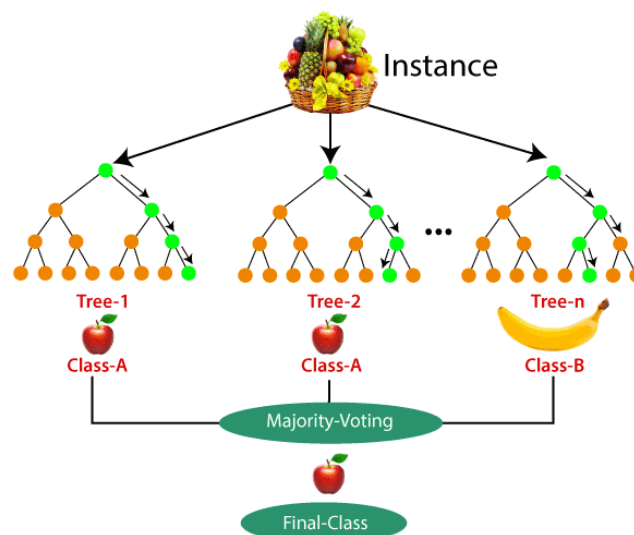 Instance
...
Tree-1
Tree-2
Tree-n
Class-A
Class-A
Class-B
Majority-Voting
Final-Class